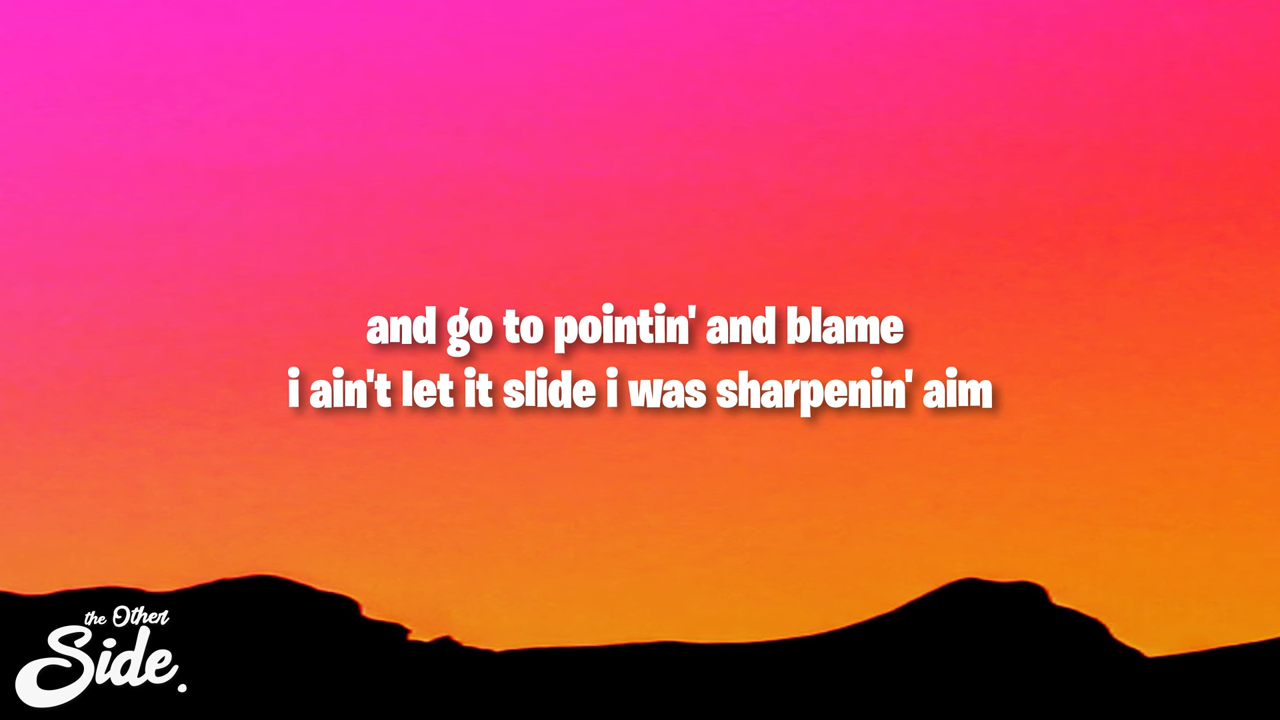 and go to pointin' and blame
i ain't let it slide i was sharpenin' aim
the Other
Side.